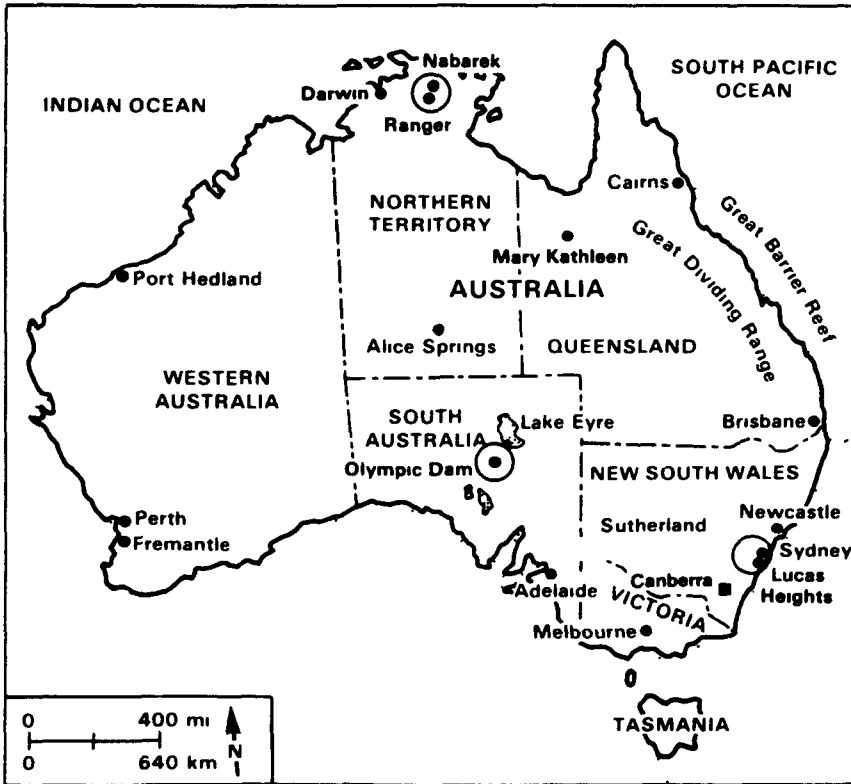 Nabarek
SOUTH PACIFIC
OCEAN
INDIAN OCEAN
Darwin
Ranger
Cairns
NORTHERN
TERRITORY
Great Barrier Reef
Great Dividing Range
Mary Kathleen
Port Hedland
AUSTRALIA
Alice Springs
QUEENSLAND
WESTERN
AUSTRALIA
SOUTH
AUSTRALIA
Lake Eyre
Brisbane
Olympic Dam
NEW SOUTH WALES
Perth
Fremantle
Newcastle
Sutherland
Sydney
Lucas
Heights
Canberra
Adelaide
VICTORIA
Melbourne
TASMANIA
0 400 mi
0 640 km
N